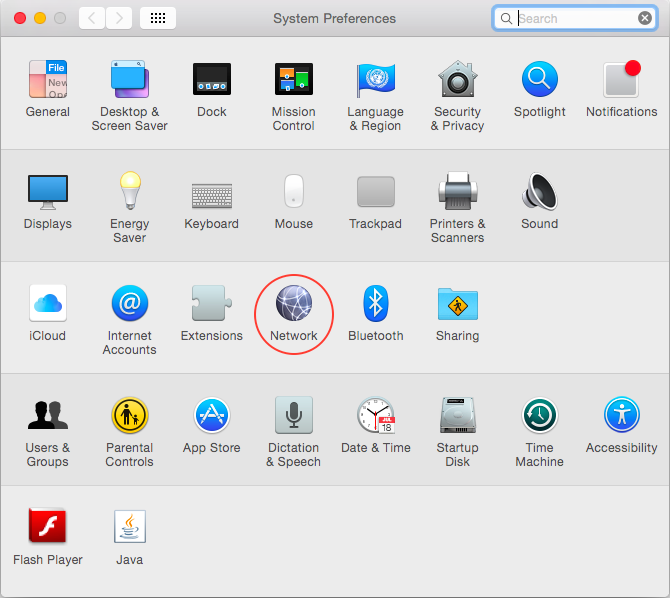 System Preferences
Search
File
New
General
Desktop &
Screen Saver
Dock
Mission
Control
Language
& Region
Security
& Privacy
Spotlight
Notifications
Displays
Energy
Saver
Keyboard
Mouse
Trackpad
Printers &
Scanners
Sound
iCloud
@
Internet
Accounts
Extensions
Network
Bluetooth
Sharing
Users &
Groups
Parental
Controls
App Store
Dictation
& Speech
JUL
18
Date & Time
Startup
Disk
Time
Machine
Accessibility
Flash Player
Java